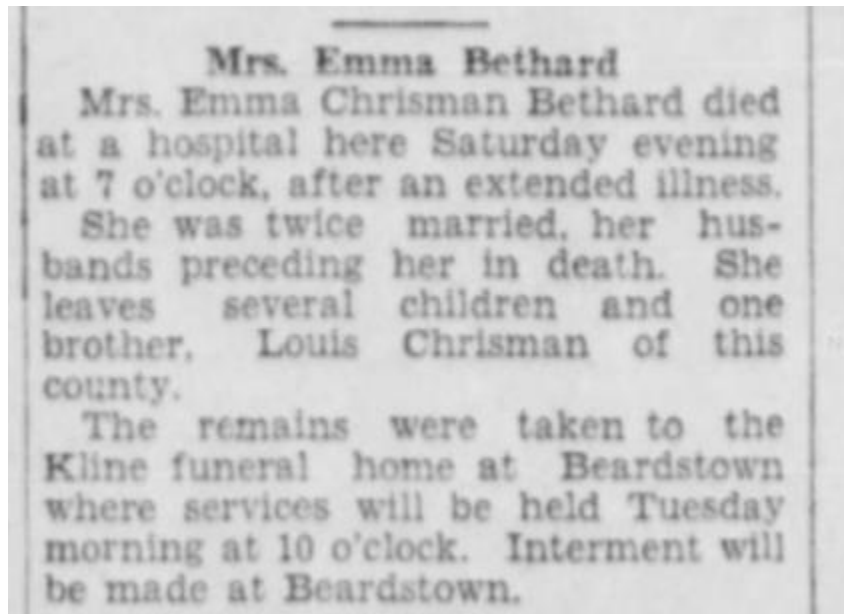 Mrs. Emma Bethard
Mrs. Emma Chrisman Bethard died
at a hospital here Saturday evening
at 7 o'clock, after an extended illness.
She was twice married, her hus-
bands preceding her in death. She
leaves several children and one
brother, Louis Chrisman of this
county.
The remains were taken to the
Kline funeral home at Beardstown
where services will be held Tuesday
morning at 10 o'clock. Interment will
be made at Beardstown.